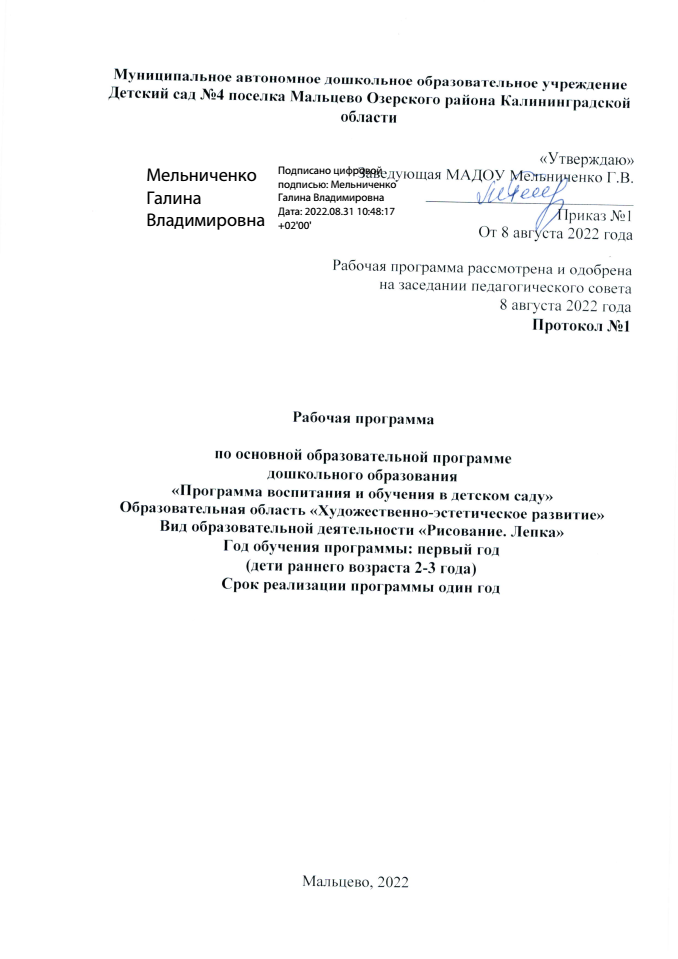 Муниципальное автономное дошкольное образовательное учреждение
Детский сад №4 поселка Мальцево Озерского района Калининградской
области
«Утверждаю»
Заведующая МАДОУ Мельниченко Г.В.
Мельниченко
Галина
Владимировна
Подписано цифровой
подписью: Мельниченко
Галина Владимировна
Дата: 2022.08.31 10:48:17
+02'00'
Приказ №1
От 8 августа 2022 года
Рабочая программа рассмотрена и одобрена
на заседании педагогического совета
8 августа 2022 года
Протокол №1
Рабочая программа
по основной образовательной программе
дошкольного образования
«Программа воспитания и обучения в детском саду»
Образовательная область «Художественно-эстетическое развитие»
Вид образовательной деятельности «Рисование. Лепка»
Год обучения программы: первый год
(дети раннего возраста 2-3 года)
Срок реализации программы один год
Мальцево, 2022